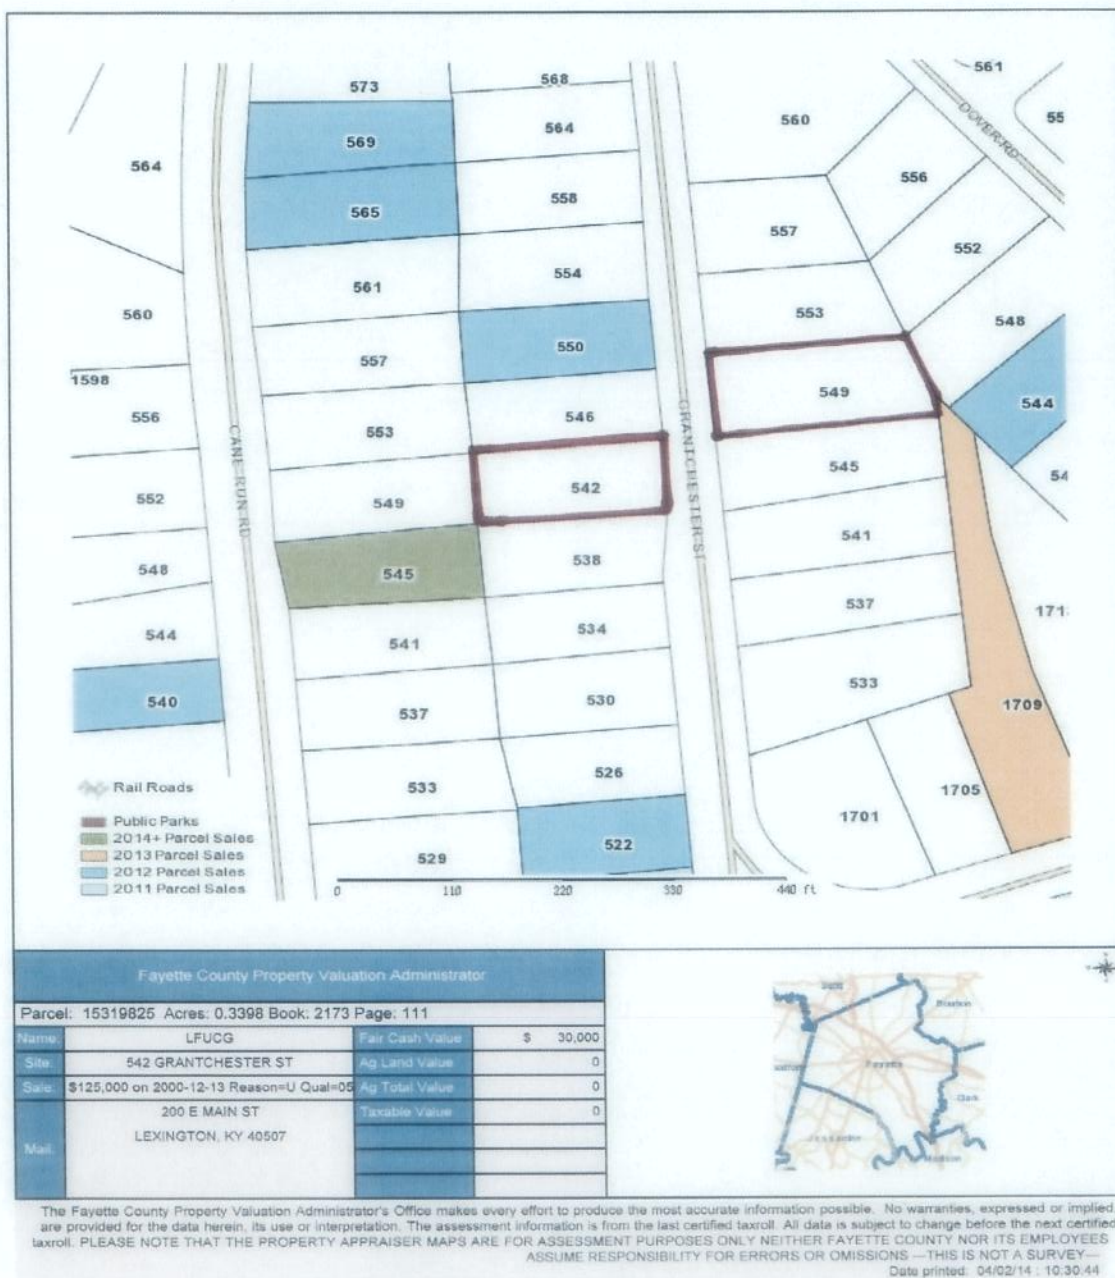 573
568
561
569
564
560
DOVER RD
55
564
556
565
558
557
552
554
561
560
553
548
550
557
1598
549
544
546
556
553
CANE RUN RD
GRANTCHESTER ST
545
54
542
552
549
541
538
548
545
537
171
534
544
541
533
530
540
537
1709
526
Rail Roads
533
1705
Public Parks
1701
2014+ Parcel Sales
522
2013 Parcel Sales
529
2012 Parcel Sales
2011 Parcel Sales
0 110 220 330 440 ft
Fayette County Property Valuation Administrator
Parcel: 15319825 Acres: 0.3398 Book: 2173 Page: 111
Name: LFUCG Fair Cash Value $ 30,000
Site: 542 GRANTCHESTER ST Ag Land Value 0
Sale: $125,000 on 2000-12-13 Reason=U Qual=05 Ag Total Value 0
200 E MAIN ST Taxable Value 0
LEXINGTON, KY 40507
Mail:
Bourbon
Fayette
Clark
Jessamine
Madison
The Fayette County Property Valuation Administrator's Office makes every effort to produce the most accurate information possible. No warranties, expressed or implied,
are provided for the data herein, its use or interpretation. The assessment information is from the last certified taxroll. All data is subject to change before the next certified
taxroll. PLEASE NOTE THAT THE PROPERTY APPRAISER MAPS ARE FOR ASSESSMENT PURPOSES ONLY NEITHER FAYETTE COUNTY NOR ITS EMPLOYEES
ASSUME RESPONSIBILITY FOR ERRORS OR OMISSIONS ---THIS IS NOT A SURVEY---
Date printed: 04/02/14 : 10:30:44